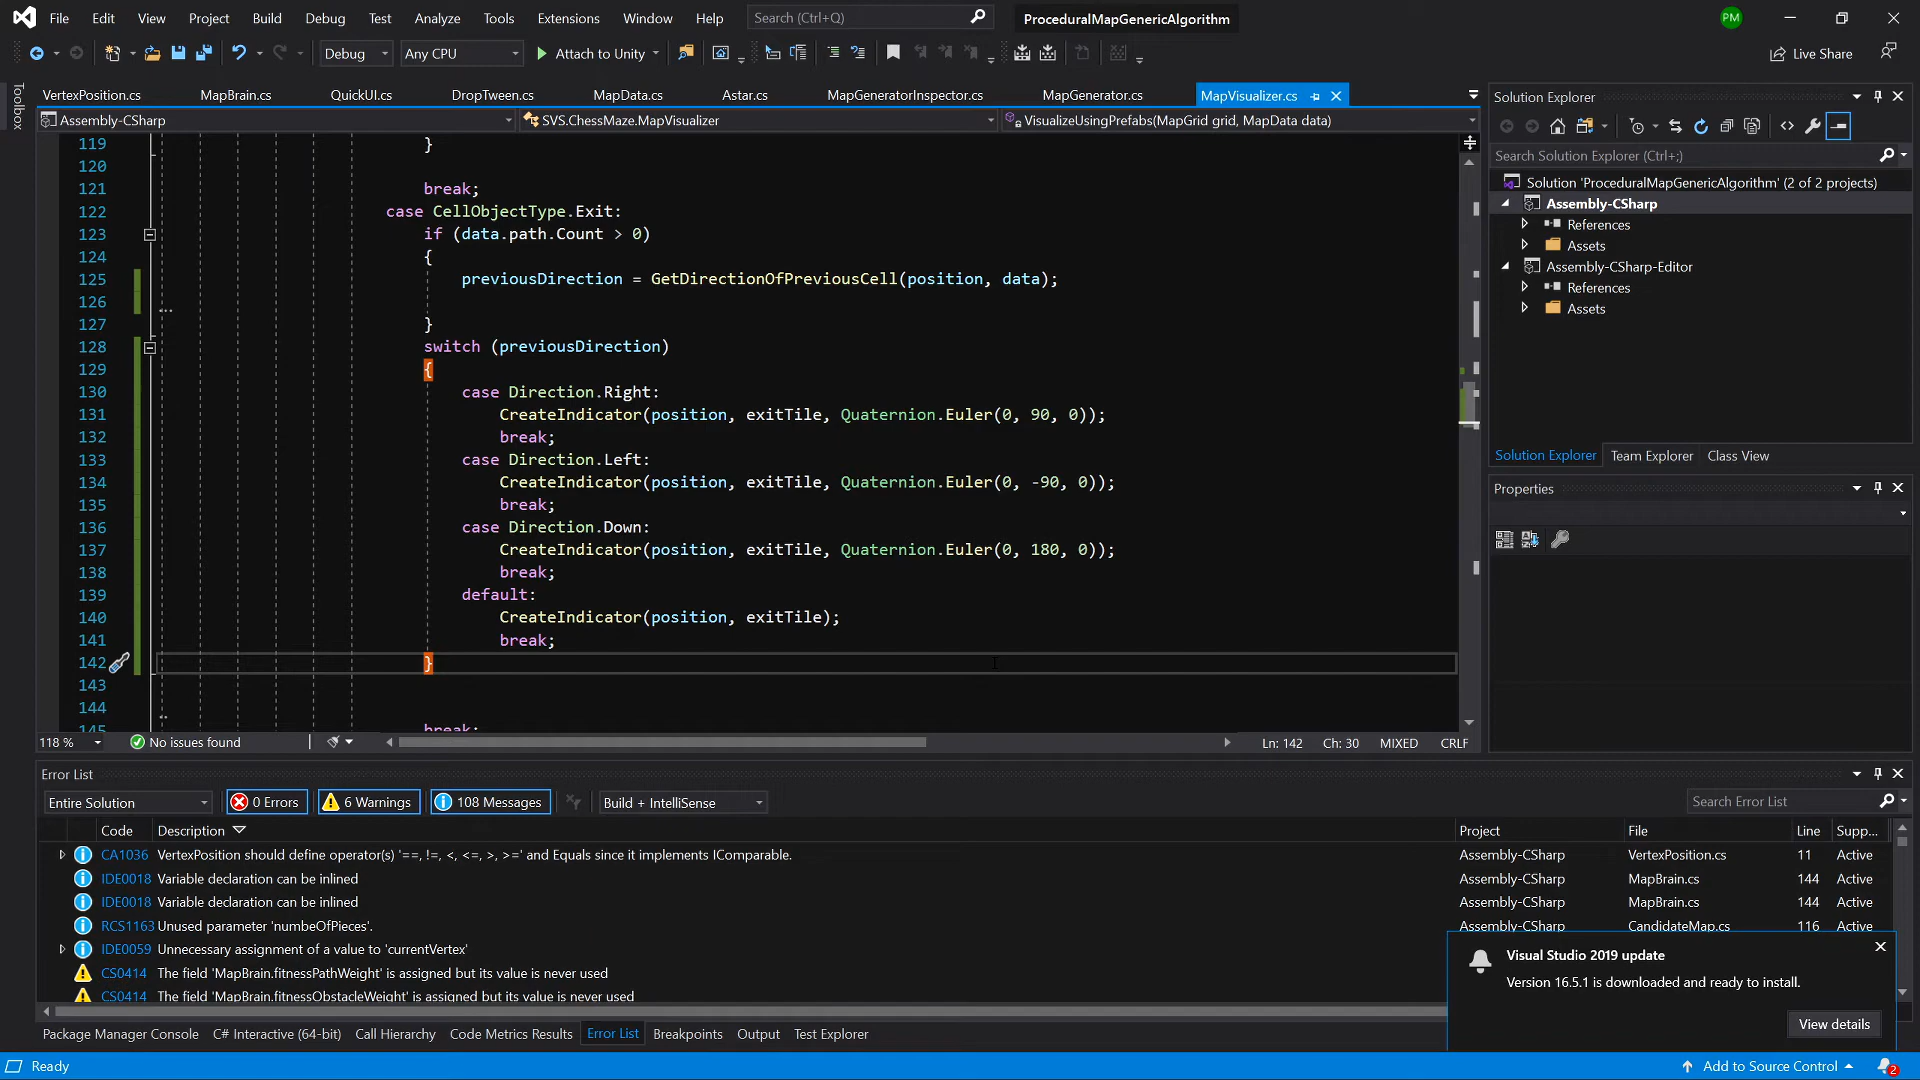 File Edit View Project Build Debug Test Analyze Tools Extensions Window Help Search (Ctrl+Q) ProceduralMapGenericAlgorithm PM
Debug Any CPU Attach to Unity Live Share
Toolbox
VertexPosition.cs MapBrain.cs QuickUI.cs DropTween.cs MapData.cs Astar.cs MapGeneratorInspector.cs MapGenerator.cs MapVisualizer.cs
Assembly-CSharp SVS.ChessMaze.MapVisualizer VisualizeUsingPrefabs(MapGrid grid, MapData data)
119 }
120
121 break;
122 case CellObjectType.Exit:
123 if (data.path.Count > 0)
124 {
125 previousDirection = GetDirectionOfPreviousCell(position, data);
126
127 }
128 switch (previousDirection)
129 {
130 case Direction.Right:
131 CreateIndicator(position, exitTile, Quaternion.Euler(0, 90, 0));
132 break;
133 case Direction.Left:
134 CreateIndicator(position, exitTile, Quaternion.Euler(0, -90, 0));
135 break;
136 case Direction.Down:
137 CreateIndicator(position, exitTile, Quaternion.Euler(0, 180, 0));
138 break;
139 default:
140 CreateIndicator(position, exitTile);
141 break;
142 }
143
144
145 break;
118 % No issues found Ln: 142 Ch: 30 MIXED CRLF
Solution Explorer
Search Solution Explorer (Ctrl+;)
Solution 'ProceduralMapGenericAlgorithm' (2 of 2 projects)
Assembly-CSharp
References
Assets
Assembly-CSharp-Editor
References
Assets
Solution Explorer Team Explorer Class View
Properties
Error List
Entire Solution 0 Errors 6 Warnings 108 Messages Build + IntelliSense Search Error List
Code Description Project File Line Supp...
CA1036 VertexPosition should define operator(s) '==, !=, <, <=, >, >=' and Equals since it implements IComparable. Assembly-CSharp VertexPosition.cs 11 Active
IDE0018 Variable declaration can be inlined Assembly-CSharp MapBrain.cs 144 Active
IDE0018 Variable declaration can be inlined Assembly-CSharp MapBrain.cs 144 Active
RCS1163 Unused parameter 'numbeOfPieces'. Assembly-CSharp CandidateMap.cs 116 Active
IDE0059 Unnecessary assignment of a value to 'currentVertex'
CS0414 The field 'MapBrain.fitnessPathWeight' is assigned but its value is never used
CS0414 The field 'MapBrain.fitnessObstacleWeight' is assigned but its value is never used
Visual Studio 2019 update
Version 16.5.1 is downloaded and ready to install.
View details
Package Manager Console C# Interactive (64-bit) Call Hierarchy Code Metrics Results Error List Breakpoints Output Test Explorer
Ready Add to Source Control 2